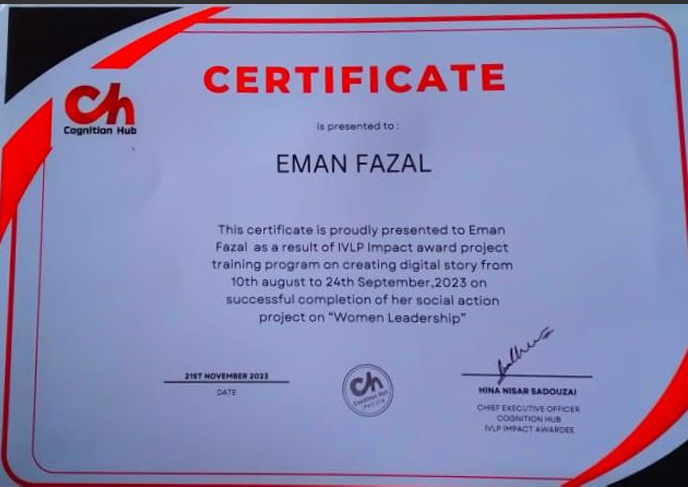 Ch
Cognition Hub
CERTIFICATE
is presented to :
EMAN FAZAL
This certificate is proudly presented to Eman
Fazal as a result of IVLP Impact award project
training program on creating digital story from
10th august to 24th September,2023 on
successful completion of her social action
project on “Women Leadership”
21ST NOVEMBER 2023
DATE
Ch
Cognition Hub
(Pvt) Ltd
HINA NISAR SADOUZAI
CHIEF EXECUTIVE OFFICER
COGNITION HUB
IVLP IMPACT AWARDEE